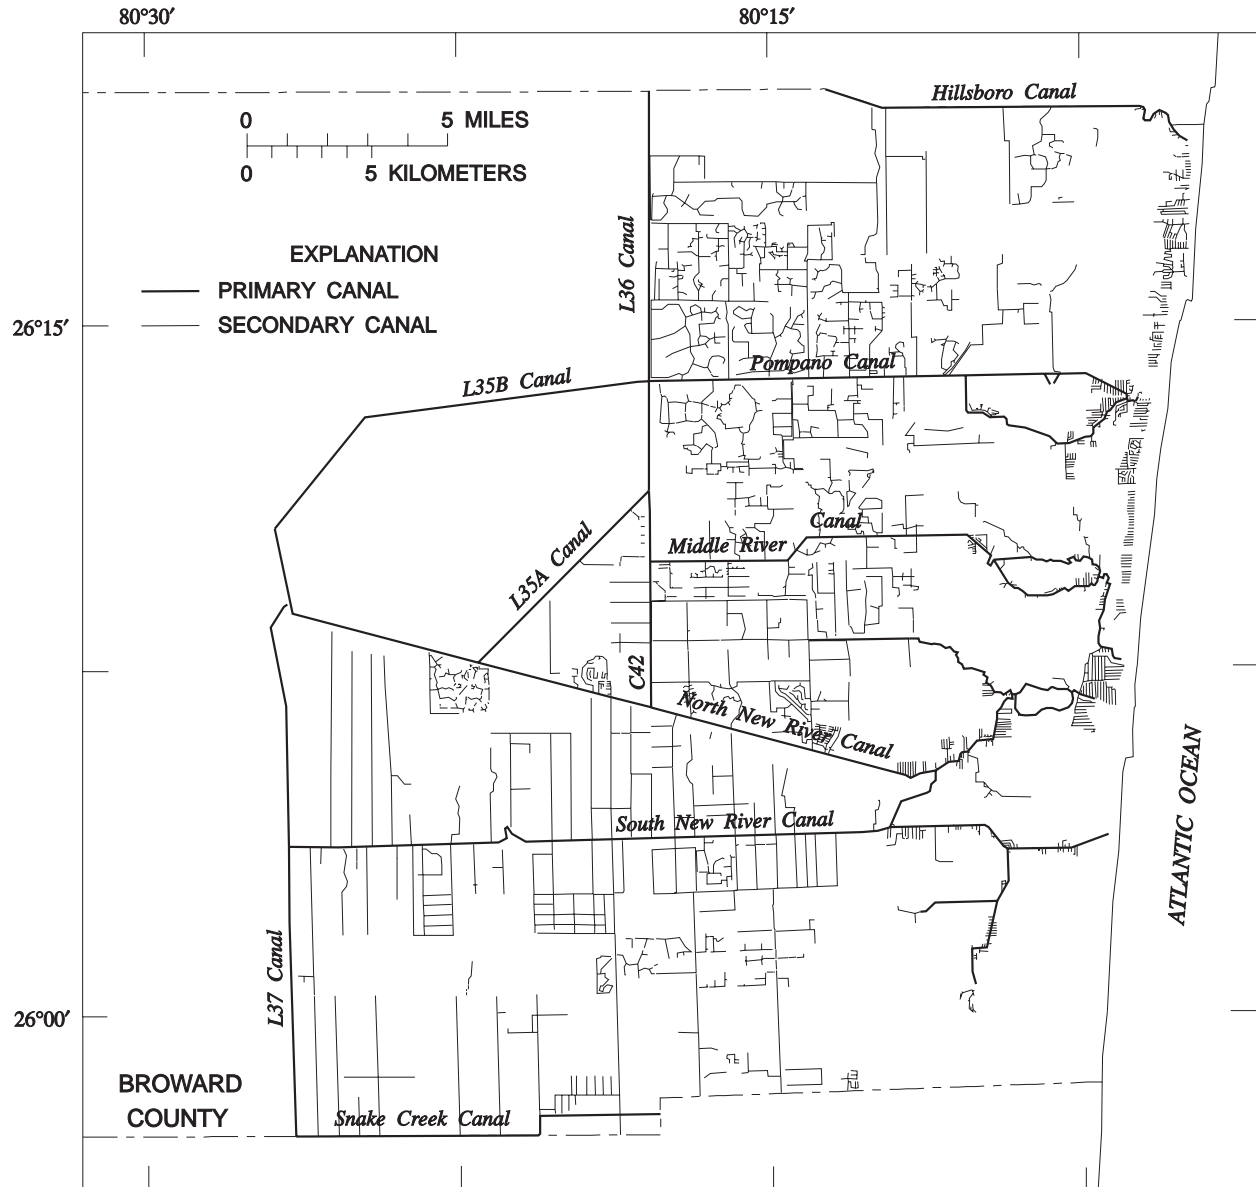 80°30′
80°15′
Hillsboro Canal
0 5 MILES
0 5 KILOMETERS
EXPLANATION
PRIMARY CANAL
SECONDARY CANAL
L36 Canal
26°15′
Pompano Canal
L35B Canal
Canal
Middle River
L35A Canal
C42
North New River Canal
South New River Canal
ATLANTIC OCEAN
L37 Canal
26°00′
BROWARD
COUNTY
Snake Creek Canal